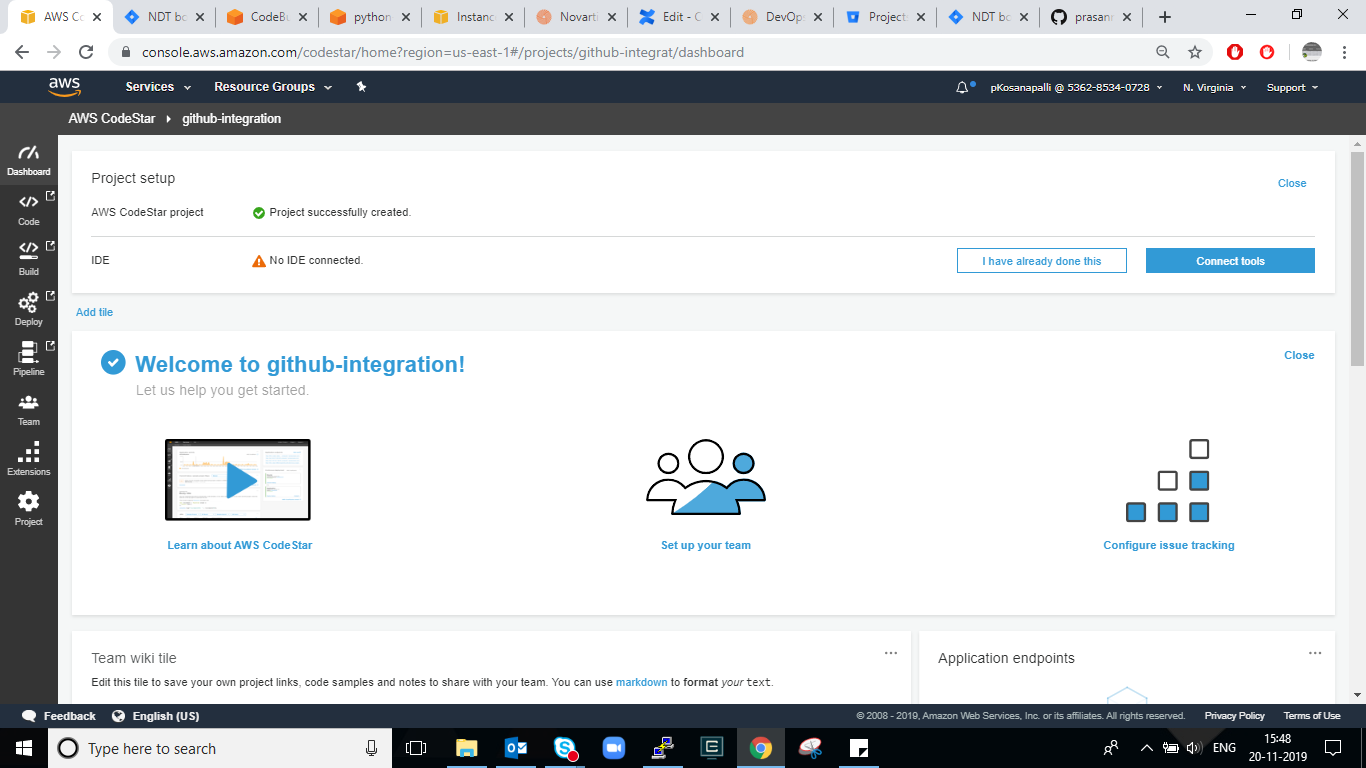 AWS Co
NDT bo
CodeBu
python
Instanc
Novarti
Edit - C
DevOps
Projects
NDT bo
prasann
console.aws.amazon.com/codestar/home?region=us-east-1#/projects/github-integrat/dashboard
aws
Services
Resource Groups
pKosanapalli @ 5362-8534-0728
N. Virginia
Support
AWS CodeStar
github-integration
Dashboard
Code
Build
Deploy
Pipeline
Team
Extensions
Project
Project setup
Close
AWS CodeStar project
Project successfully created.
IDE
No IDE connected.
I have already done this
Connect tools
Add tile
Welcome to github-integration!
Close
Let us help you get started.
Learn about AWS CodeStar
Set up your team
Configure issue tracking
Team wiki tile
Edit this tile to save your own project links, code samples and notes to share with your team. You can use markdown to format your text.
Application endpoints
Feedback
English (US)
© 2008 - 2019, Amazon Web Services, Inc. or its affiliates. All rights reserved.
Privacy Policy
Terms of Use
Type here to search
ENG
15:48
20-11-2019